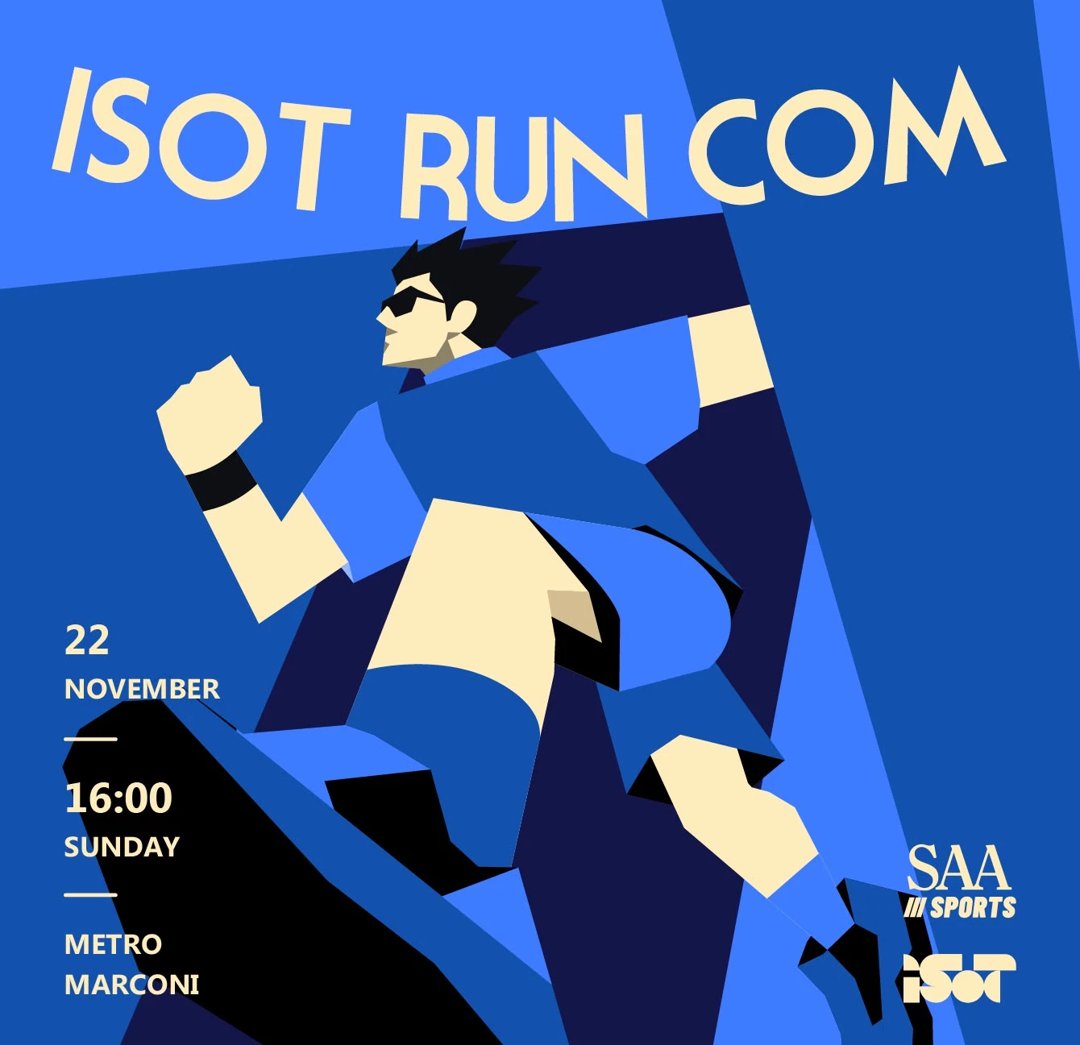 ISOT RUN COM
22
NOVEMBER
16:00
SUNDAY
METRO
MARCONI
SAA
SPORTS
iSOT